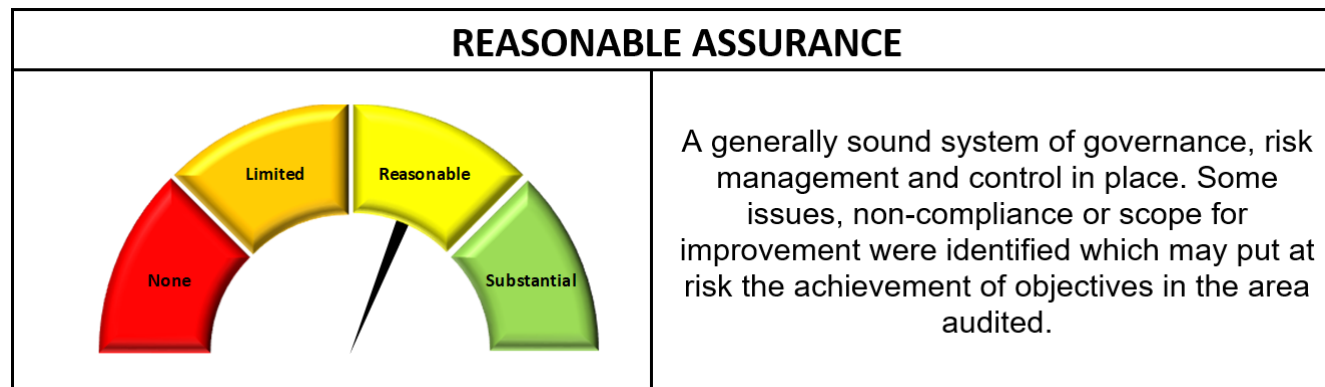 REASONABLE ASSURANCE
Limited
Reasonable
None
Substantial
A generally sound system of governance, risk
management and control in place. Some
issues, non-compliance or scope for
improvement were identified which may put at
risk the achievement of objectives in the area
audited.